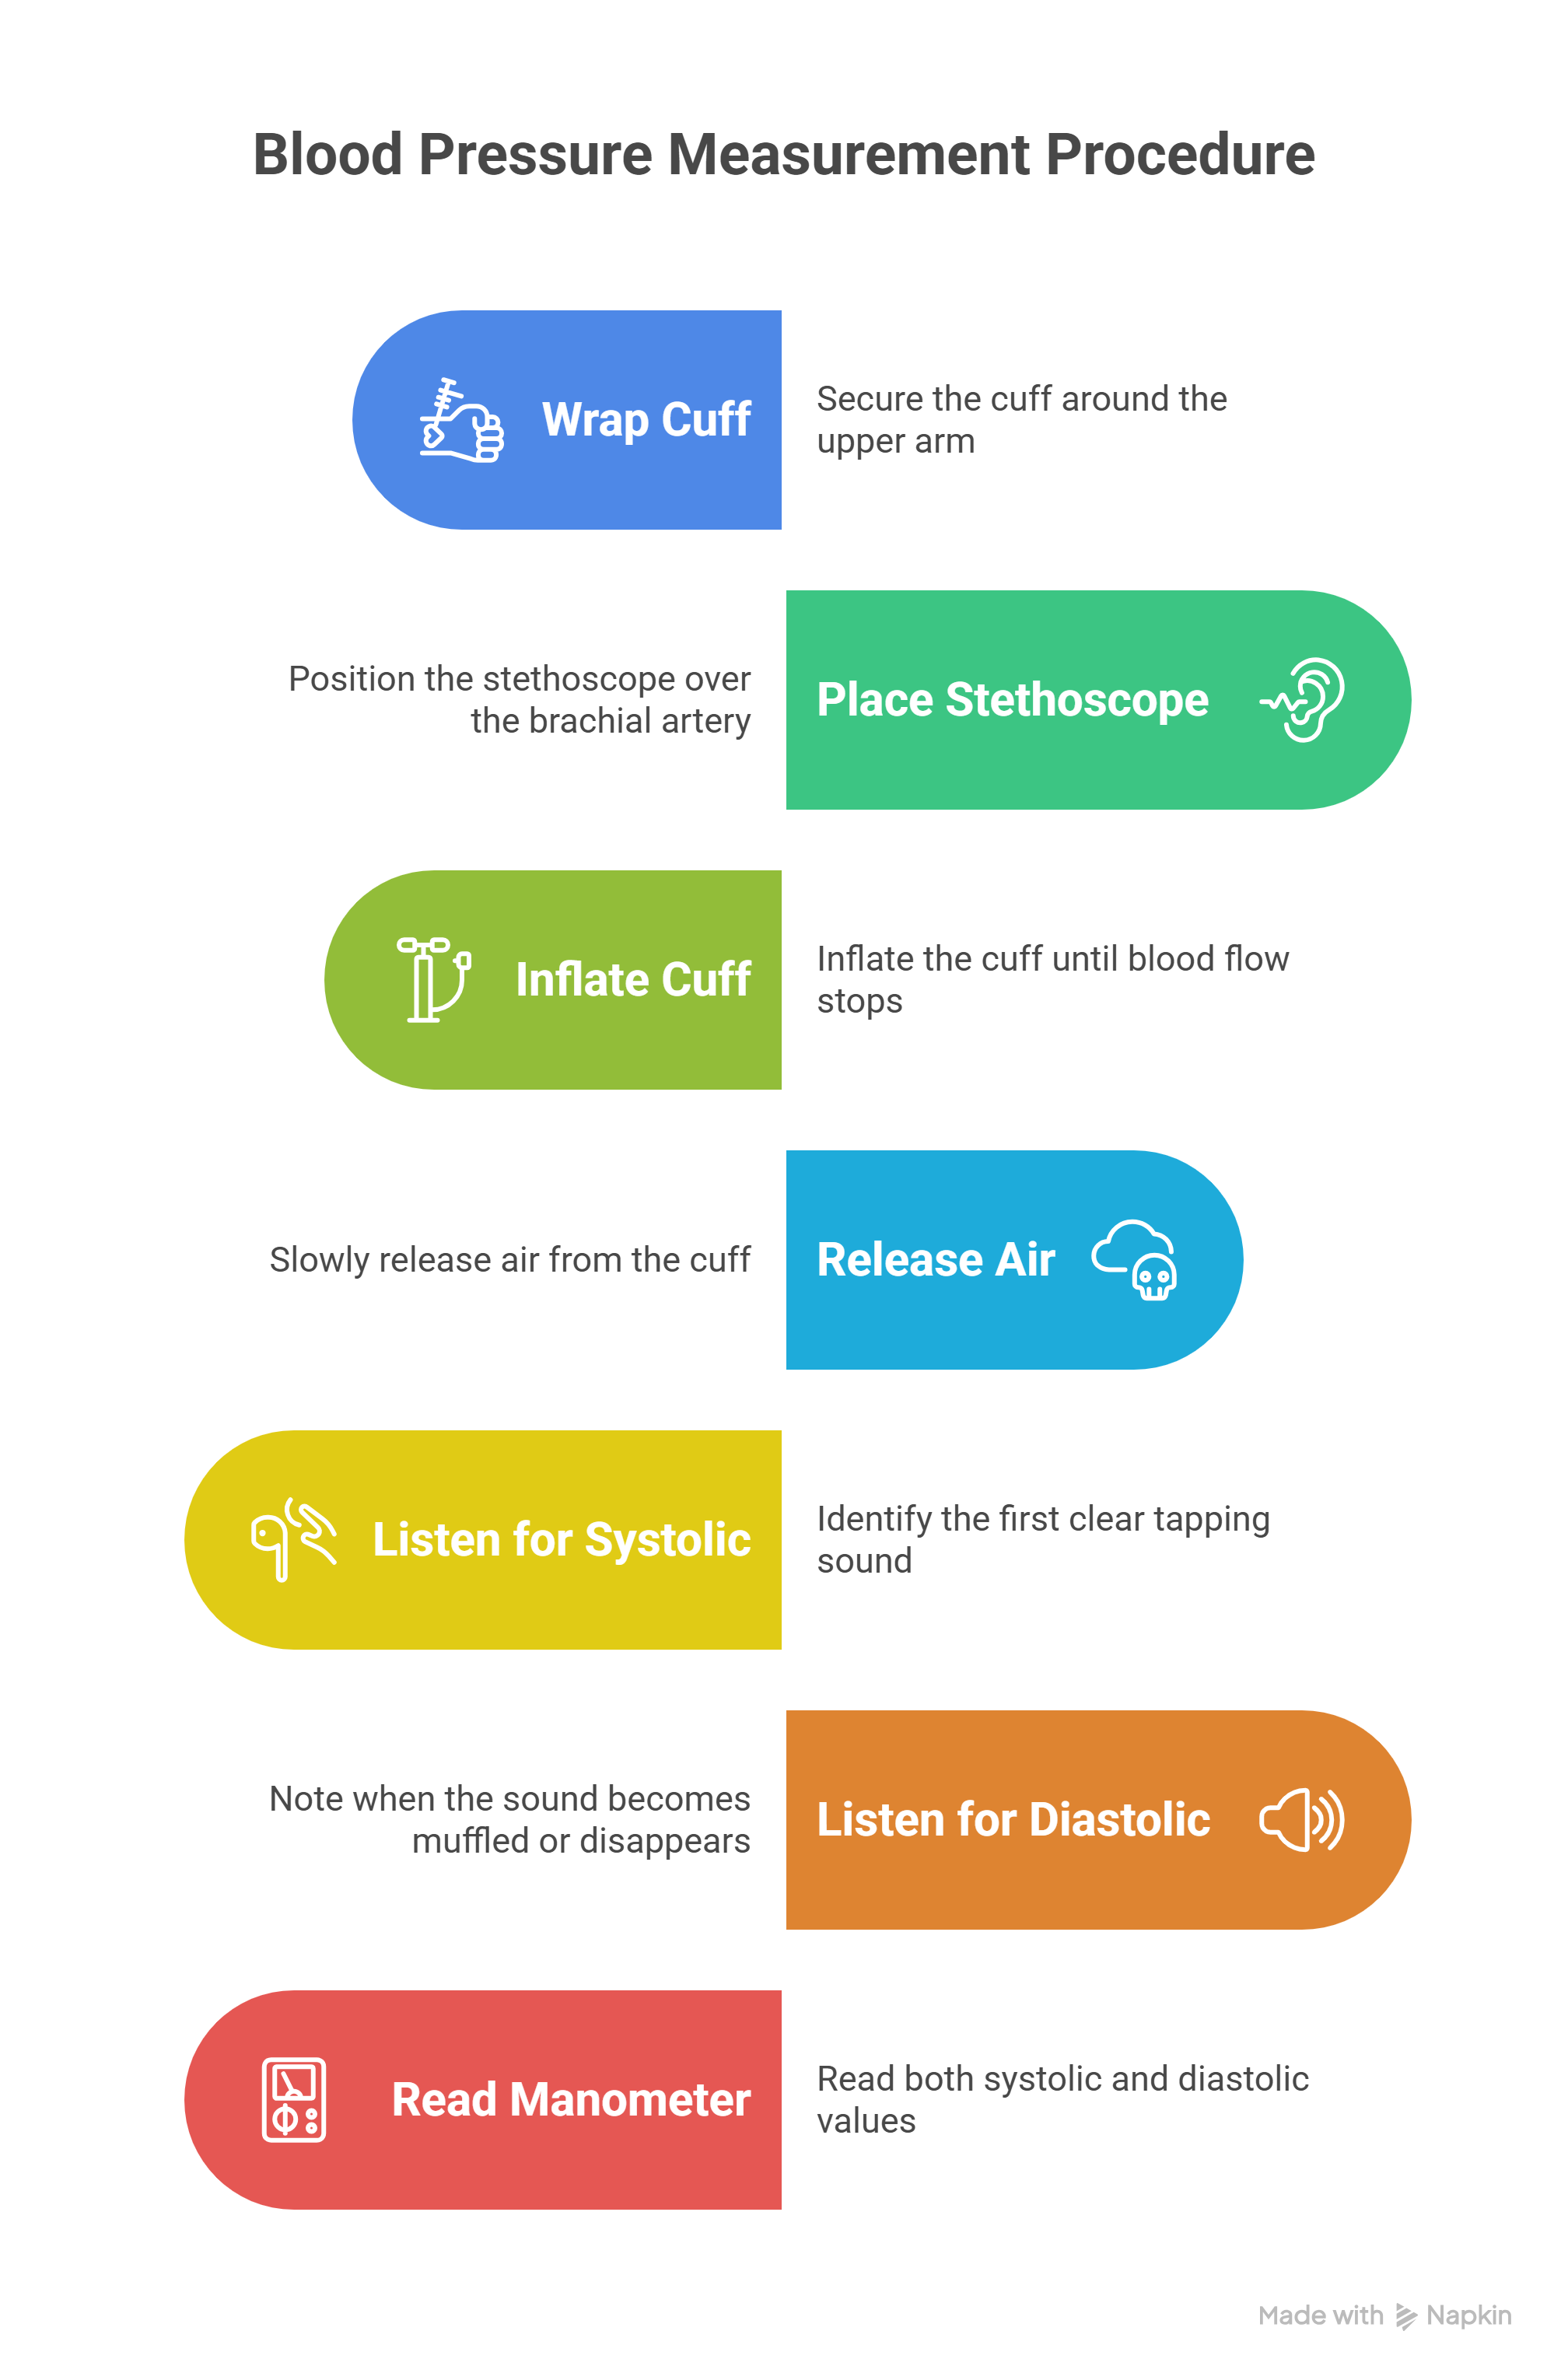 Blood Pressure Measurement Procedure
Wrap Cuff
Secure the cuff around the
upper arm
Place Stethoscope
Position the stethoscope over
the brachial artery
Inflate Cuff
Inflate the cuff until blood flow
stops
Release Air
Slowly release air from the cuff
Listen for Systolic
Identify the first clear tapping
sound
Listen for Diastolic
Note when the sound becomes
muffled or disappears
Read Manometer
Read both systolic and diastolic
values
Made with Napkin